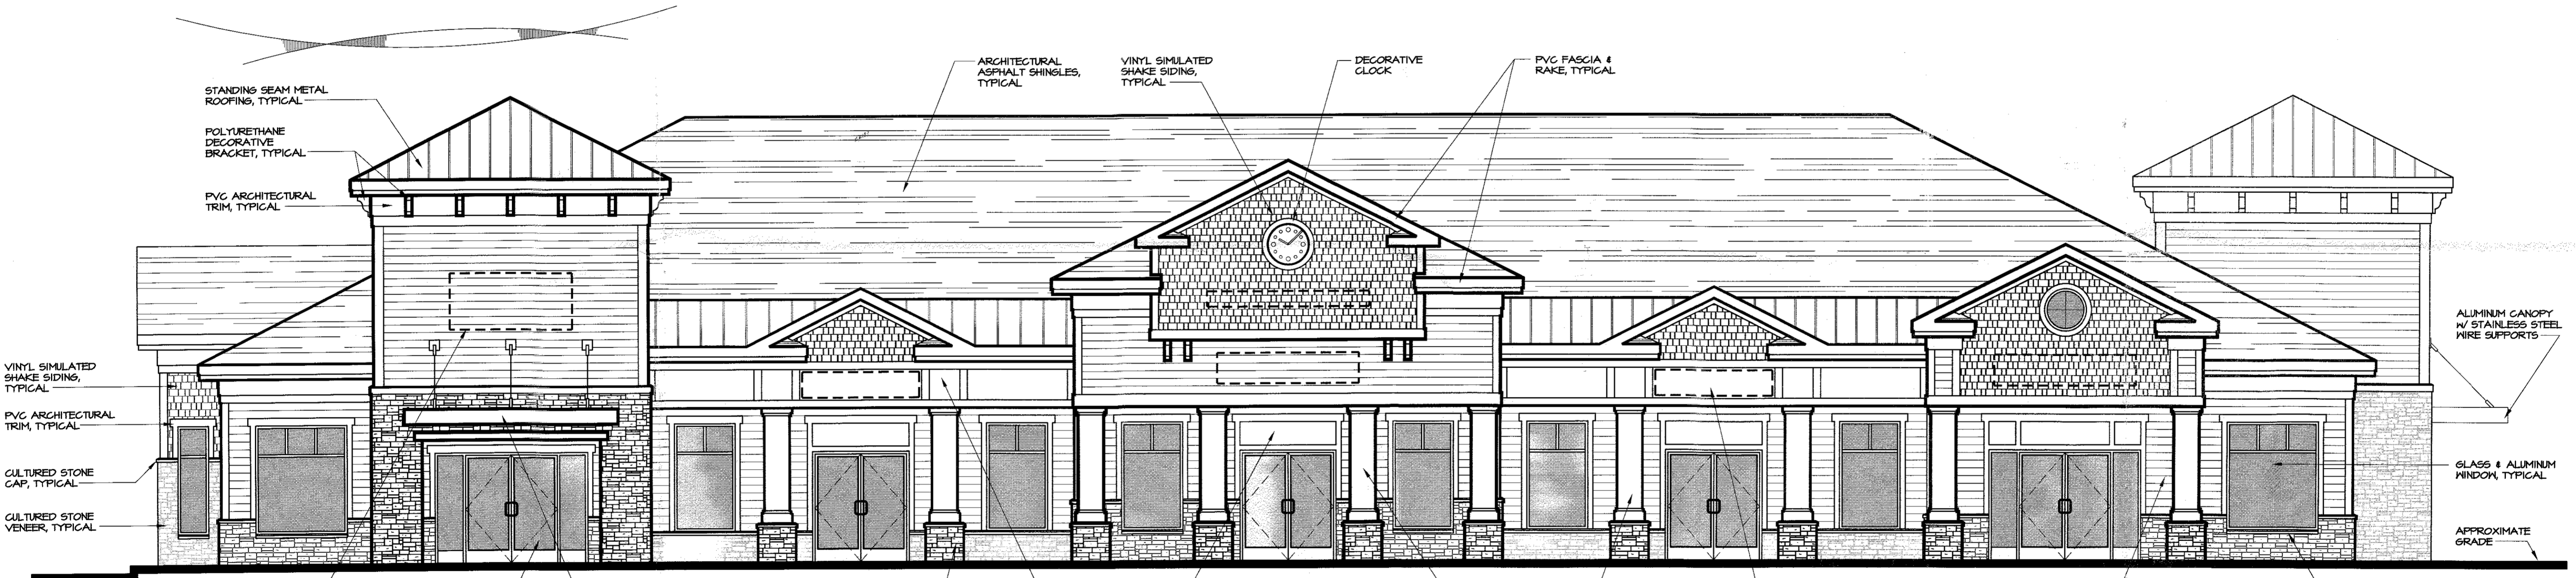 ARCHITECTURAL
ASPHALT SHINGLES,
TYPICAL
VINYL SIMULATED
SHAKE SIDING,
TYPICAL
DECORATIVE
CLOCK
PVC FASCIA &
RAKE, TYPICAL
STANDING SEAM METAL
ROOFING, TYPICAL
POLYURETHANE
DECORATIVE
BRACKET, TYPICAL
PVC ARCHITECTURAL
TRIM, TYPICAL
VINYL SIMULATED
SHAKE SIDING,
TYPICAL
PVC ARCHITECTURAL
TRIM, TYPICAL
CULTURED STONE
CAP, TYPICAL
CULTURED STONE
VENEER, TYPICAL
ALUMINUM CANOPY
W/ STAINLESS STEEL
WIRE SUPPORTS
GLASS & ALUMINUM
WINDOW, TYPICAL
APPROXIMATE
GRADE